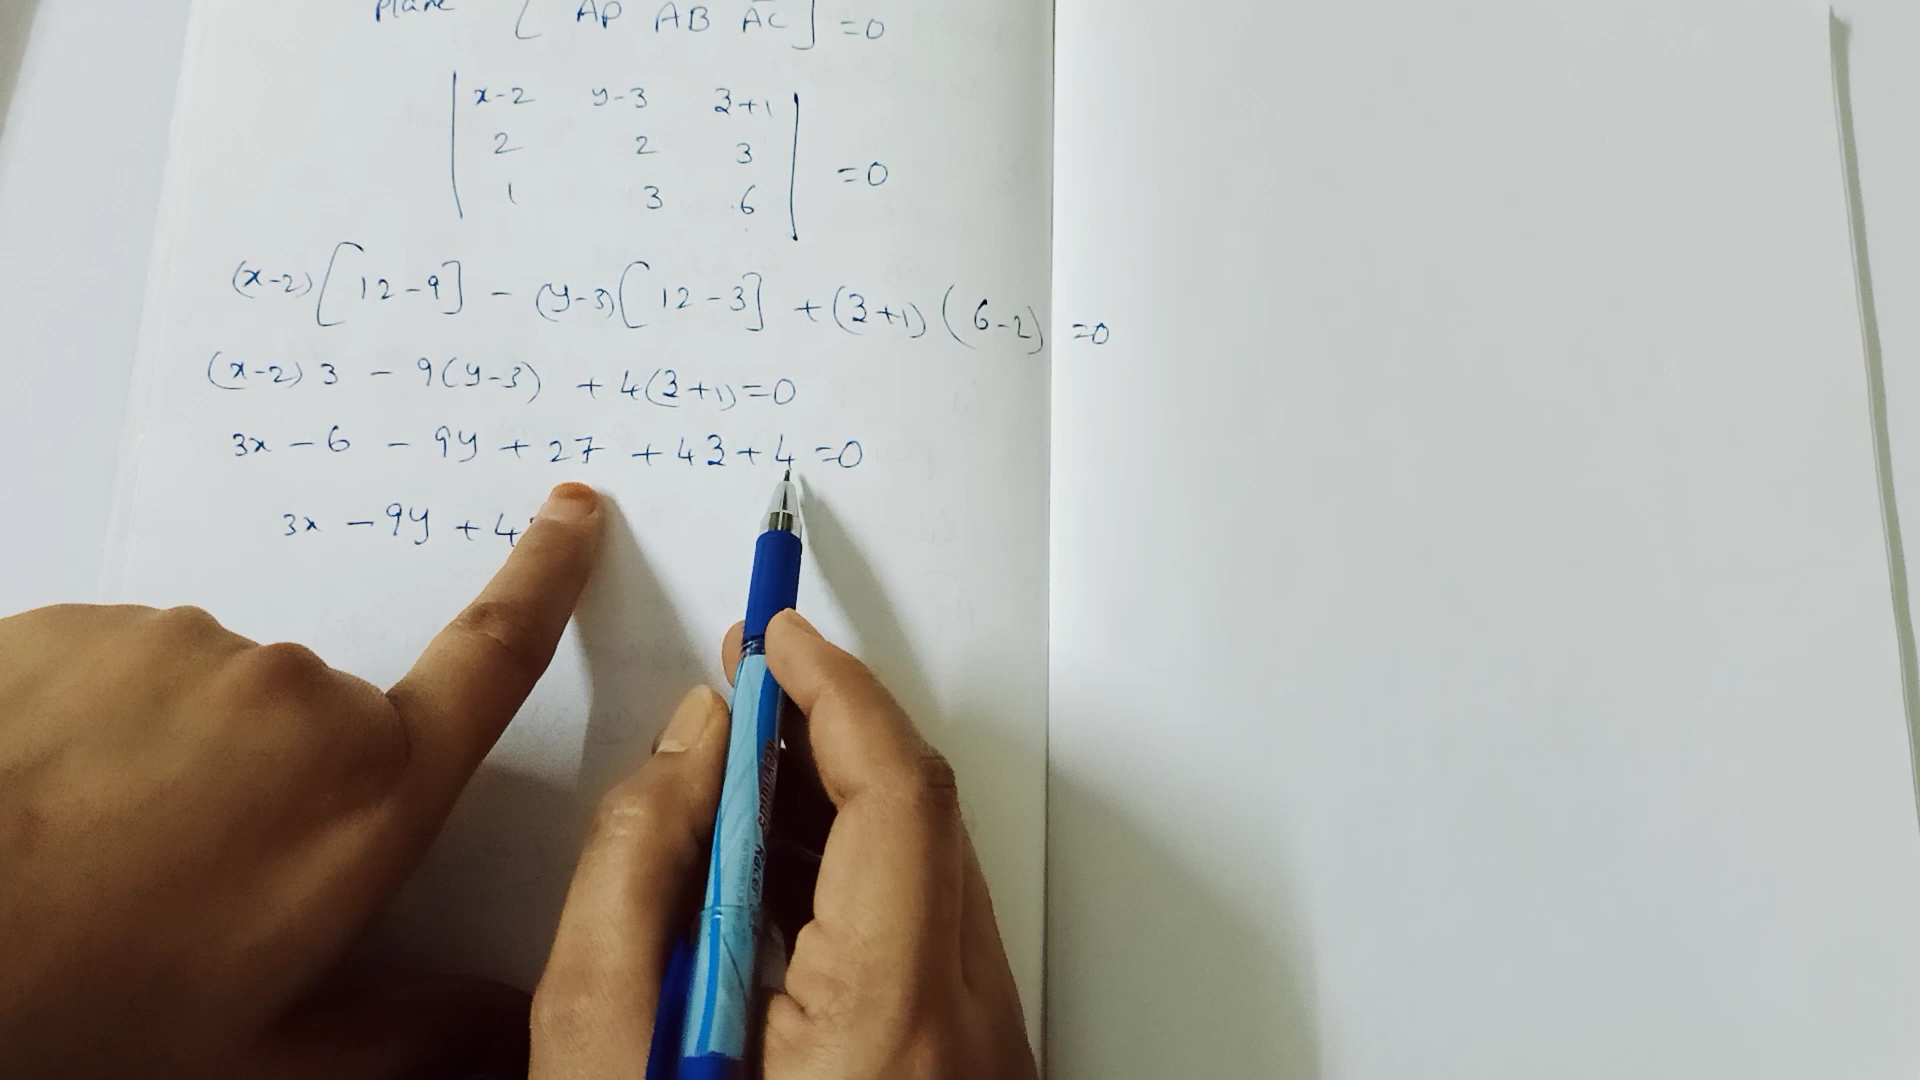 Plane [ AP AB AC ] =0
| x-2 y-3 z+1 |
2 2 3
=0
1 3 6
(x-2)[12-9] - (y-3)[12-3] +(z+1)(6-2) =0
(x-2)3 - 9(y-3) +4(z+1)=0
3x -6 - 9y +27 +4z+4 =0
3x -9y +4